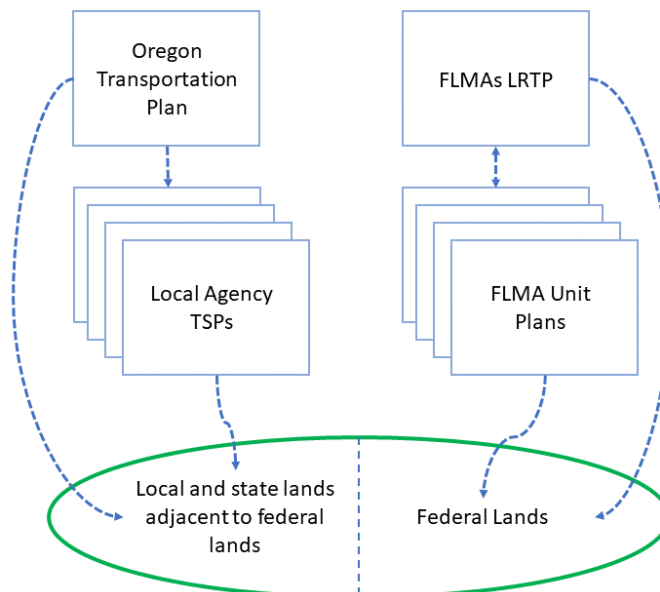 Oregon
Transportation
Plan
FLMAs LRTP
Local Agency
TSPs
FLMA Unit
Plans
Local and state lands
adjacent to federal
lands
Federal Lands